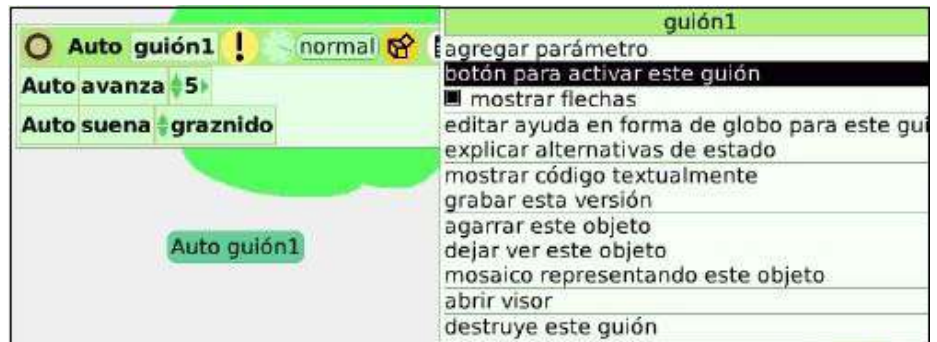 Auto guión1 ! normal
Auto avanza 5
Auto suena graznido
Auto guión1
guión1
agregar parámetro
botón para activar este guión
mostrar flechas
editar ayuda en forma de globo para este gui
explicar alternativas de estado
mostrar código textualmente
grabar esta versión
agarrar este objeto
dejar ver este objeto
mosaico representando este objeto
abrir visor
destruye este guión